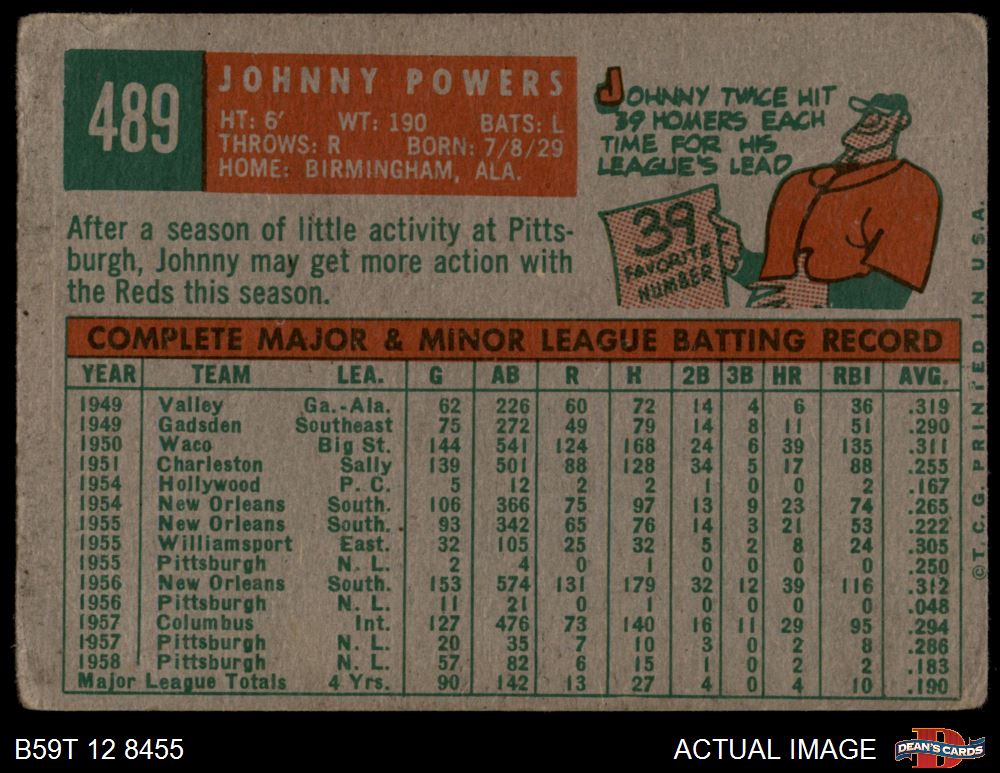 489
JOHNNY POWERS
HT: 6' WT: 190 BATS: L
THROWS: R BORN: 7/8/29
HOME: BIRMINGHAM, ALA.
JOHNNY TWICE HIT
39 HOMERS EACH
TIME FOR HIS
LEAGUE'S LEAD
39
FAVORITE
NUMBER
After a season of little activity at Pitts-
burgh, Johnny may get more action with
the Reds this season.
COMPLETE MAJOR & MINOR LEAGUE BATTING RECORD
YEAR TEAM LEA. G AB R H 2B 3B HR RBI AVG.
1949 Valley Ga.-Ala. 62 226 60 72 14 4 6 36 .319
1949 Gadsden Southeast 75 272 49 79 14 8 11 51 .290
1950 Waco Big St. 144 541 124 168 24 6 39 135 .311
1951 Charleston Sally 139 501 88 128 34 5 17 88 .255
1954 Hollywood P. C. 5 12 2 2 1 0 0 2 .167
1954 New Orleans South. 106 366 75 97 13 9 23 74 .265
1955 New Orleans South. 93 342 65 76 14 3 21 53 .222
1955 Williamsport East. 32 105 25 32 5 2 8 24 .305
1955 Pittsburgh N. L. 2 4 0 1 0 0 0 0 .250
1956 New Orleans South. 153 574 131 179 32 12 39 116 .312
1956 Pittsburgh N. L. 11 21 0 1 0 0 0 0 .048
1957 Columbus Int. 127 476 73 140 16 11 29 95 .294
1957 Pittsburgh N. L. 20 35 7 10 3 0 2 8 .286
1958 Pittsburgh N. L. 57 82 6 15 1 0 2 2 .183
Major League Totals 4 Yrs. 90 142 13 27 4 0 4 10 .190
©T.C.G. PRINTED IN U.S.A.
B59T 12 8455
ACTUAL IMAGE
DEAN'S CARDS